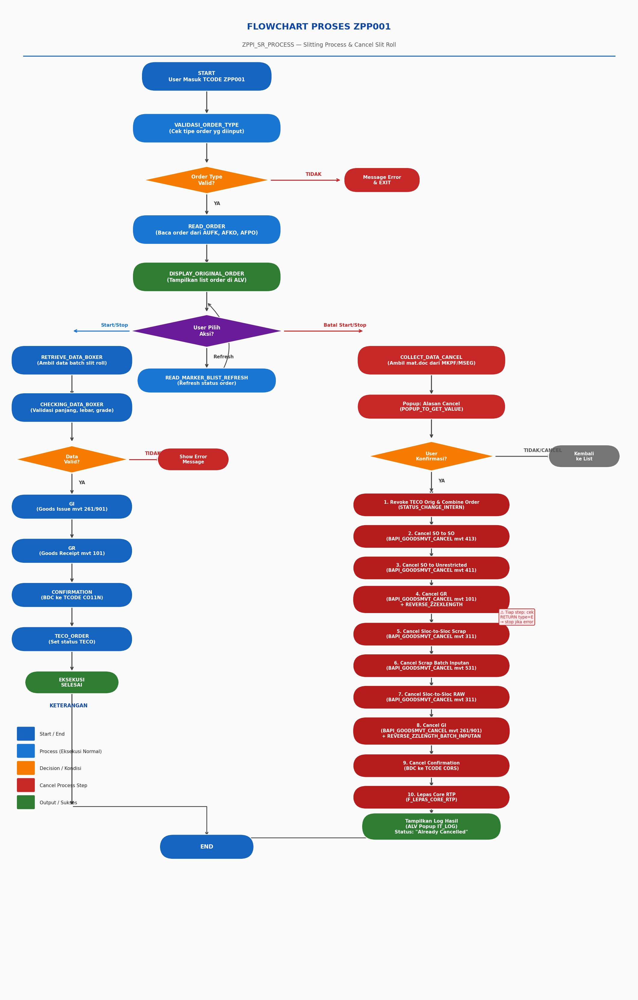 FLOWCHART PROSES ZPP001
ZPPI_SR_PROCESS — Slitting Process & Cancel Slit Roll
START
User Masuk TCODE ZPP001
VALIDASI_ORDER_TYPE
(Cek tipe order yg diinput)
Order Type
Valid?
TIDAK
Message Error
& EXIT
YA
READ_ORDER
(Baca order dari AUFK, AFKO, AFPO)
DISPLAY_ORIGINAL_ORDER
(Tampilkan list order di ALV)
User Pilih
Aksi?
Start/Stop
Batal Start/Stop
Refresh
READ_MARKER_BLIST_REFRESH
(Refresh status order)
RETRIEVE_DATA_BOXER
(Ambil data batch slit roll)
CHECKING_DATA_BOXER
(Validasi panjang, lebar, grade)
Data
Valid?
TIDAK
Show Error
Message
YA
GI
(Goods Issue mvt 261/901)
GR
(Goods Receipt mvt 101)
CONFIRMATION
(BDC ke TCODE CO11N)
TECO_ORDER
(Set status TECO)
EKSEKUSI
SELESAI
COLLECT_DATA_CANCEL
(Ambil mat.doc dari MKPF/MSEG)
Popup: Alasan Cancel
(POPUP_TO_GET_VALUE)
User
Konfirmasi?
TIDAK/CANCEL
Kembali
ke List
YA
1. Revoke TECO Orig & Combine Order
(STATUS_CHANGE_INTERN)
2. Cancel SO to SO
(BAPI_GOODSMVT_CANCEL mvt 413)
3. Cancel SO to Unrestricted
(BAPI_GOODSMVT_CANCEL mvt 411)
4. Cancel GR
(BAPI_GOODSMVT_CANCEL mvt 101)
+ REVERSE_ZZEXLENGTH
⚠ Tiap step: cek
RETURN type=E
→ stop jika error
5. Cancel Sloc-to-Sloc Scrap
(BAPI_GOODSMVT_CANCEL mvt 311)
6. Cancel Scrap Batch Inputan
(BAPI_GOODSMVT_CANCEL mvt 531)
7. Cancel Sloc-to-Sloc RAW
(BAPI_GOODSMVT_CANCEL mvt 311)
8. Cancel GI
(BAPI_GOODSMVT_CANCEL mvt 261/901)
+ REVERSE_ZZLENGTH_BATCH_INPUTAN
9. Cancel Confirmation
(BDC ke TCODE CORS)
10. Lepas Core RTP
(F_LEPAS_CORE_RTP)
Tampilkan Log Hasil
(ALV Popup IT_LOG)
Status: "Already Cancelled"
KETERANGAN
Start / End
Process (Eksekusi Normal)
Decision / Kondisi
Cancel Process Step
Output / Sukses
END